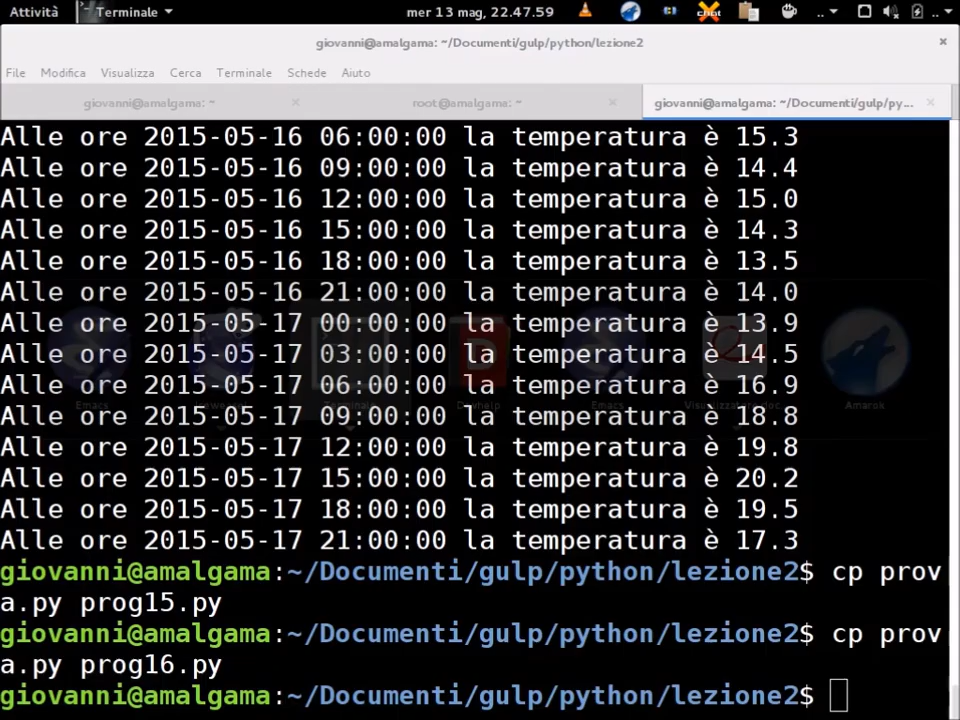 Attività Terminale mer 13 mag, 22.47.59
giovanni@amalgama: ~/Documenti/gulp/python/lezione2
File Modifica Visualizza Cerca Terminale Schede Aiuto
giovanni@amalgama: ~ root@amalgama: ~ giovanni@amalgama: ~/Documenti/gulp/py...
Alle ore 2015-05-16 06:00:00 la temperatura è 15.3
Alle ore 2015-05-16 09:00:00 la temperatura è 14.4
Alle ore 2015-05-16 12:00:00 la temperatura è 15.0
Alle ore 2015-05-16 15:00:00 la temperatura è 14.3
Alle ore 2015-05-16 18:00:00 la temperatura è 13.5
Alle ore 2015-05-16 21:00:00 la temperatura è 14.0
Alle ore 2015-05-17 00:00:00 la temperatura è 13.9
Alle ore 2015-05-17 03:00:00 la temperatura è 14.5
Alle ore 2015-05-17 06:00:00 la temperatura è 16.9
Emacs Terminale Devhelp Emacs Visualizzatore doc... Amarok
Alle ore 2015-05-17 09:00:00 la temperatura è 18.8
Alle ore 2015-05-17 12:00:00 la temperatura è 19.8
Alle ore 2015-05-17 15:00:00 la temperatura è 20.2
Alle ore 2015-05-17 18:00:00 la temperatura è 19.5
Alle ore 2015-05-17 21:00:00 la temperatura è 17.3
giovanni@amalgama:~/Documenti/gulp/python/lezione2$ cp prov
a.py prog15.py
giovanni@amalgama:~/Documenti/gulp/python/lezione2$ cp prov
a.py prog16.py
giovanni@amalgama:~/Documenti/gulp/python/lezione2$